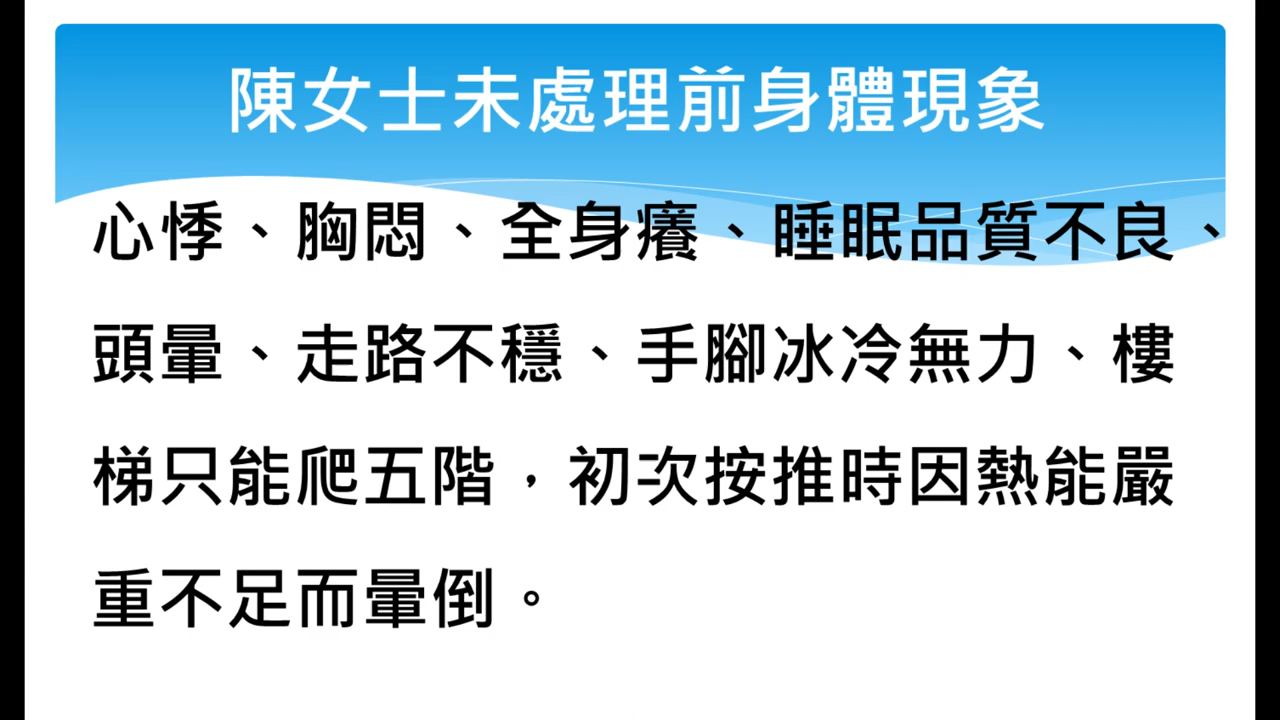 陳女士未處理前身體現象
心悸、胸悶、全身癢、睡眠品質不良、
頭暈、走路不穩、手腳冰冷無力、樓
梯只能爬五階，初次按推時因熱能嚴
重不足而暈倒。